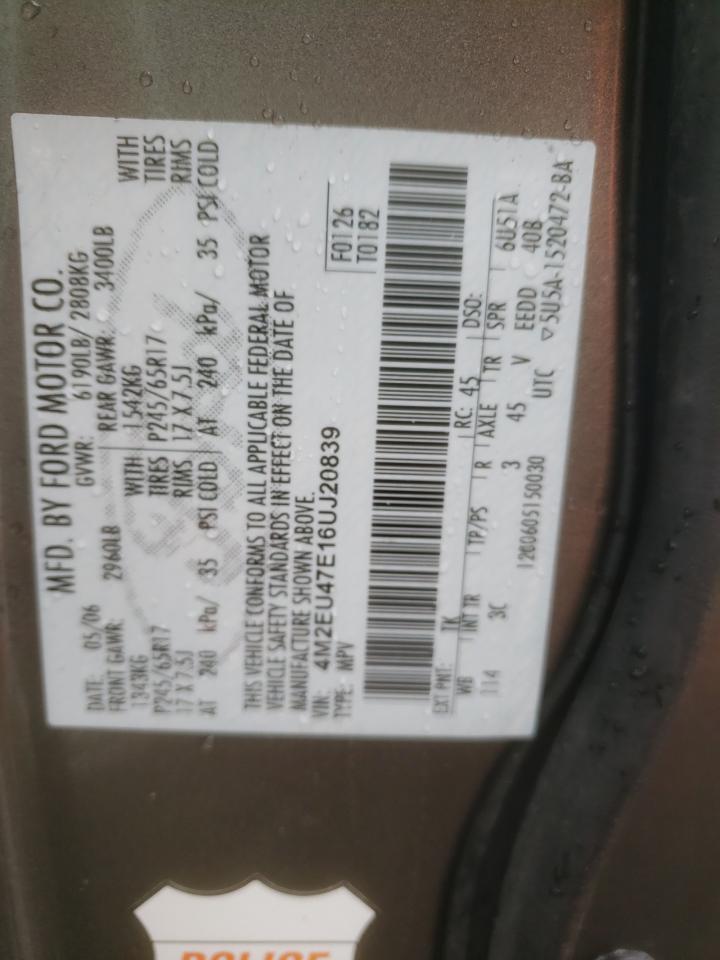 MFD. BY FORD MOTOR CO.
DATE: 05/06 GVWR: 6190LB/ 2808KG
FRONT GAWR: 2960LB REAR GAWR: 3400LB
1343KG WITH 1542KG WITH
P245/65R17 TIRES P245/65R17 TIRES
17 X 7.5J RIMS 17 X 7.5J RIMS
AT 240 kPa/ 35 PSI COLD AT 240 kPa/ 35 PSI COLD
THIS VEHICLE CONFORMS TO ALL APPLICABLE FEDERAL MOTOR
VEHICLE SAFETY STANDARDS IN EFFECT ON THE DATE OF
MANUFACTURE SHOWN ABOVE.
VIN: 4M2EU47E16UJ20839 F0126
TYPE: MPV T0182
EXT PNT: TK RC: 45 DSO:
WB INT TR TP/PS R AXLE TR SPR 6U51A
114 3C 3 45 V EEDD 40B
1200605150030 UTC ▽5U5A-1520472-BA
POLICE